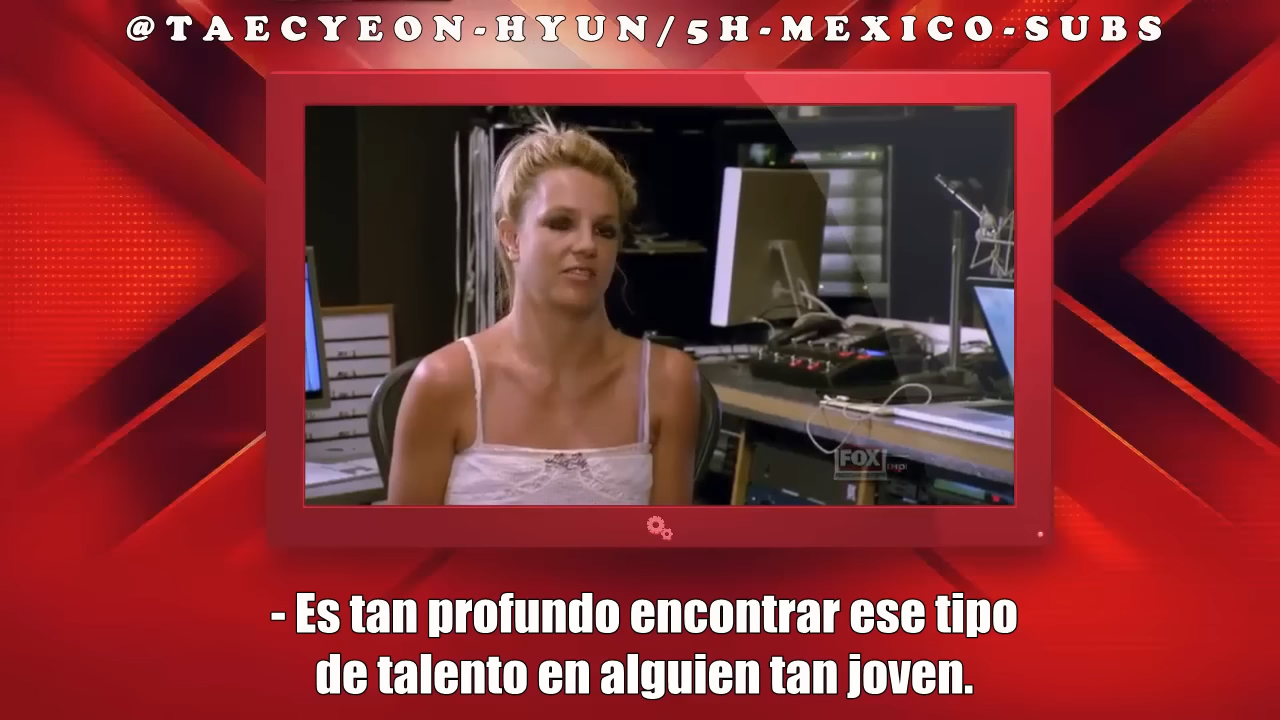 @TAECYEON-HYUN/5H-MEXICO-SUBS
FOX
- Es tan profundo encontrar ese tipo
de talento en alguien tan joven.